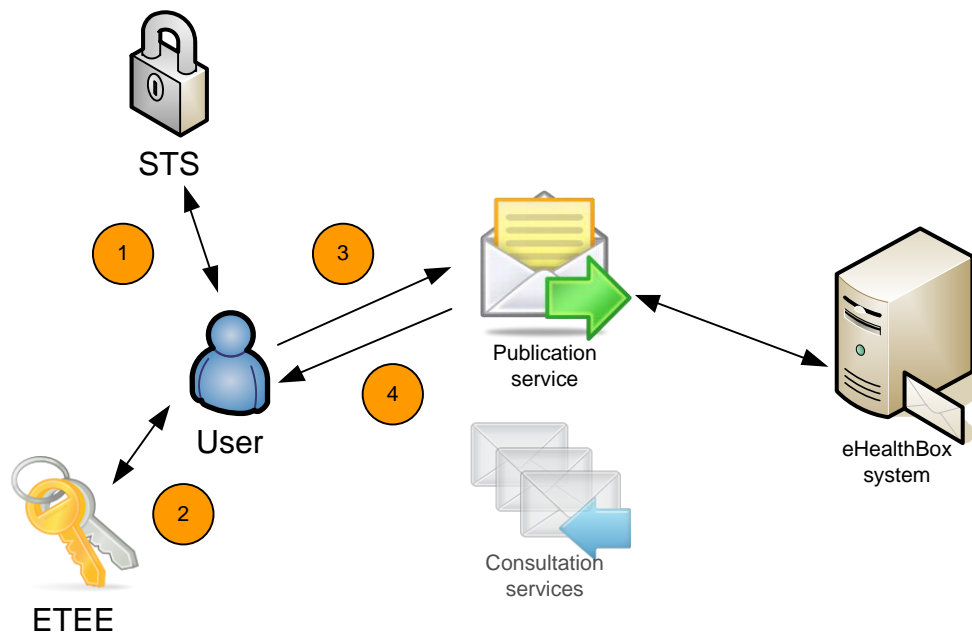 STS
1
3
Publication
service
4
User
eHealthBox
system
2
Consultation
services
ETEE